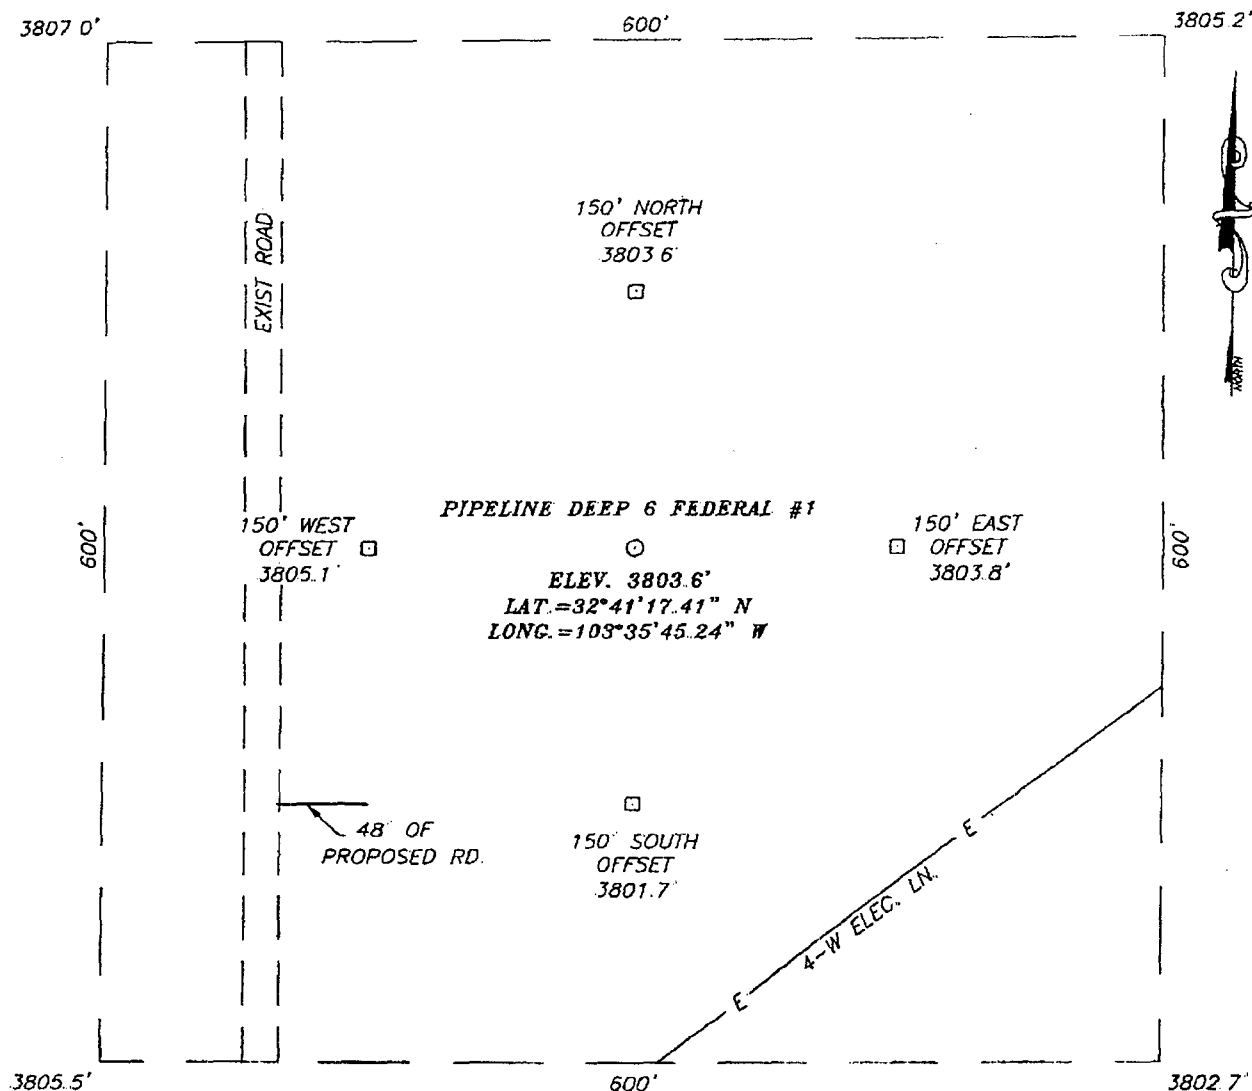 3807.0'
600'
3805.2'
NORTH
150' NORTH
OFFSET
3803.6'
EXIST ROAD
PIPELINE DEEP 6 FEDERAL #1
150' WEST
OFFSET
3805.1'
600'
ELEV. 3803.6'
LAT.=32°41'17.41" N
LONG.=103°35'45.24" W
150' EAST
OFFSET
3803.8'
600'
48' OF
PROPOSED RD.
150' SOUTH
OFFSET
3801.7'
E
4-W ELEC. LN.
E
3805.5'
600'
3802.7'